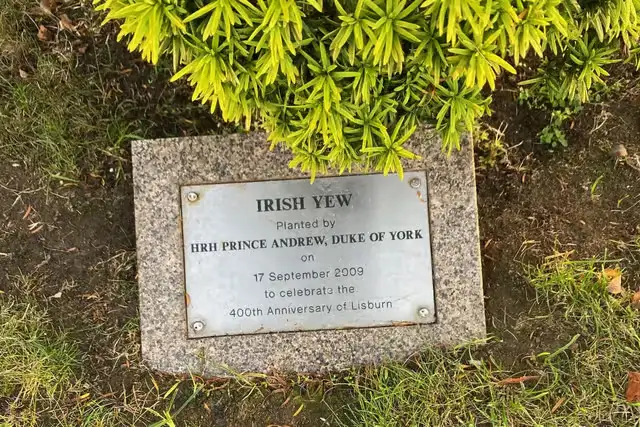 IRISH YEW
Planted by
HRH PRINCE ANDREW, DUKE OF YORK
on
17 September 2009
to celebrate the
400th Anniversary of Lisburn